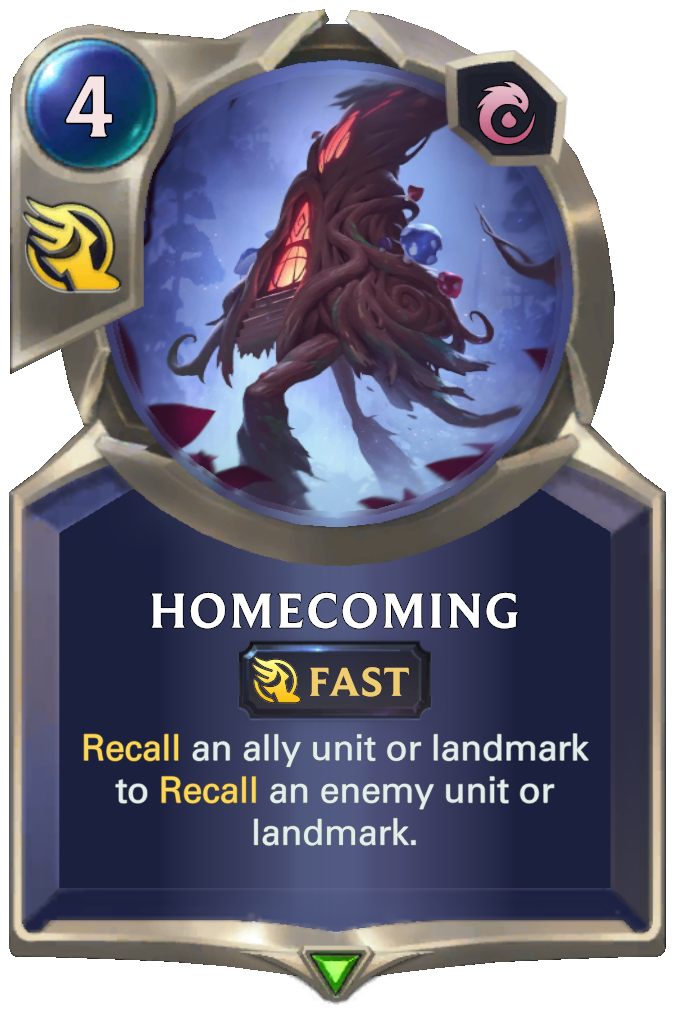 4
HOMECOMING
FAST
Recall an ally unit or landmark
to Recall an enemy unit or
landmark.